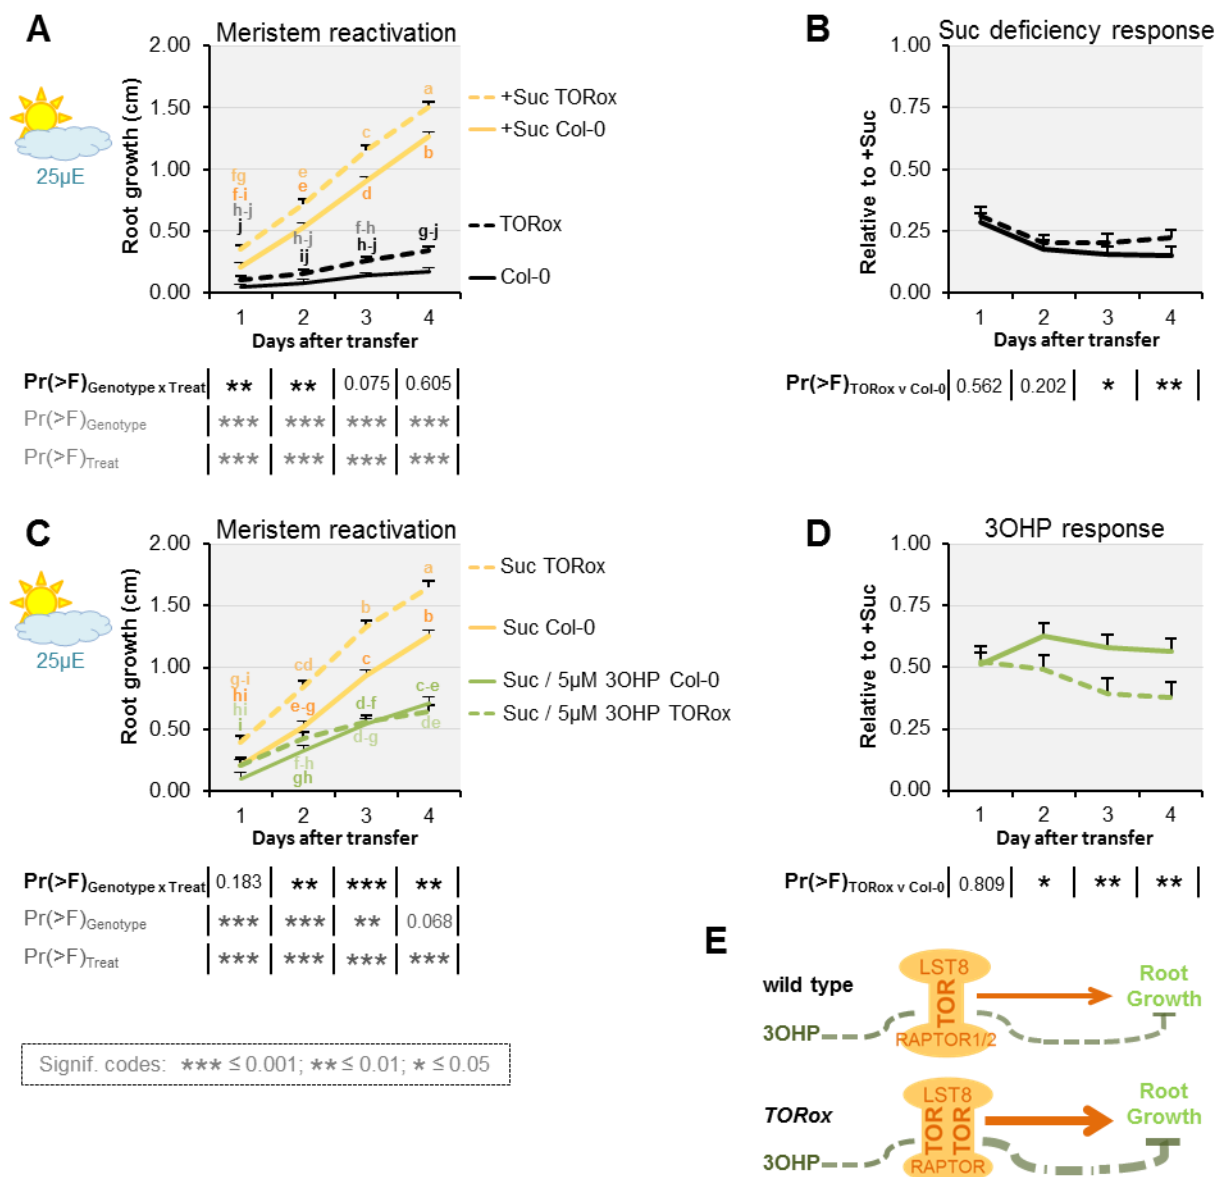 A
Meristem reactivation
2.00
1.50
1.00
0.50
0.00
Root growth (cm)
25µE
fg
f-i
h-j
j
e
e
h-j
ij
c
d
f-h
h-j
a
b
g-j
1 2 3 4
Days after transfer
+Suc TORox
+Suc Col-0
TORox
Col-0
Pr(>F)Genotype x Treat ** ** 0.075 0.605
Pr(>F)Genotype *** *** *** ***
Pr(>F)Treat *** *** *** ***
B
Suc deficiency response
1.00
0.75
0.50
0.25
0.00
Relative to +Suc
1 2 3 4
Days after transfer
Pr(>F)TORox v Col-0 0.562 0.202 * **
C
Meristem reactivation
2.00
1.50
1.00
0.50
0.00
Root growth (cm)
25µE
g-i
hi
hi
i
cd
e-g
f-h
gh
b
c
d-f
d-g
a
b
c-e
de
1 2 3 4
Days after transfer
Suc TORox
Suc Col-0
Suc / 5µM 3OHP Col-0
Suc / 5µM 3OHP TORox
Pr(>F)Genotype x Treat 0.183 ** *** **
Pr(>F)Genotype *** *** ** 0.068
Pr(>F)Treat *** *** *** ***
D
3OHP response
1.00
0.75
0.50
0.25
0.00
Relative to +Suc
1 2 3 4
Day after transfer
Pr(>F)TORox v Col-0 0.809 * ** **
E
wild type
3OHP
LST8
TOR
RAPTOR1/2
Root
Growth
TORox
3OHP
LST8
TOR
TOR
RAPTOR
Root
Growth
Signif. codes: *** ≤ 0.001; ** ≤ 0.01; * ≤ 0.05